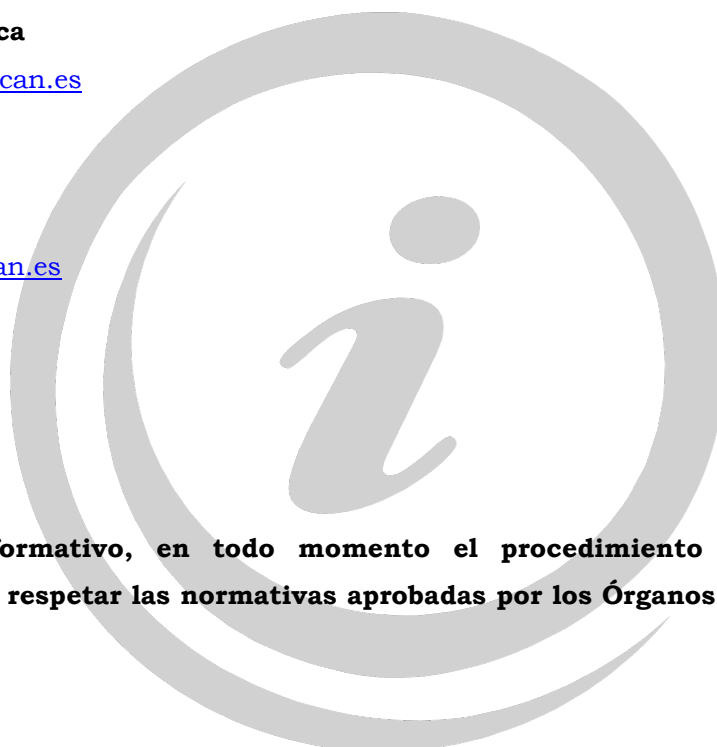 ca
can.es
an.es
formativo, en todo momento el procedimiento
respetar las normativas aprobadas por los Órganos